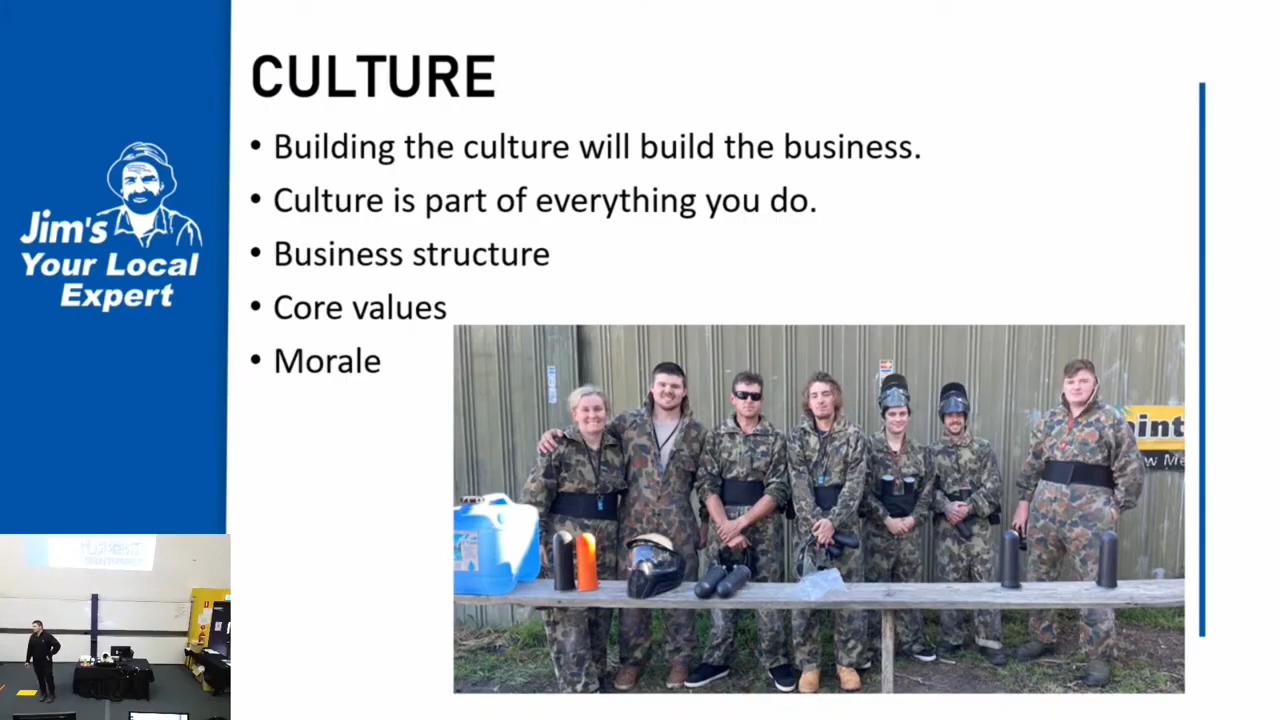 CULTURE
• Building the culture will build the business.
• Culture is part of everything you do.
• Business structure
• Core values
• Morale
Jim's
Your Local
Expert